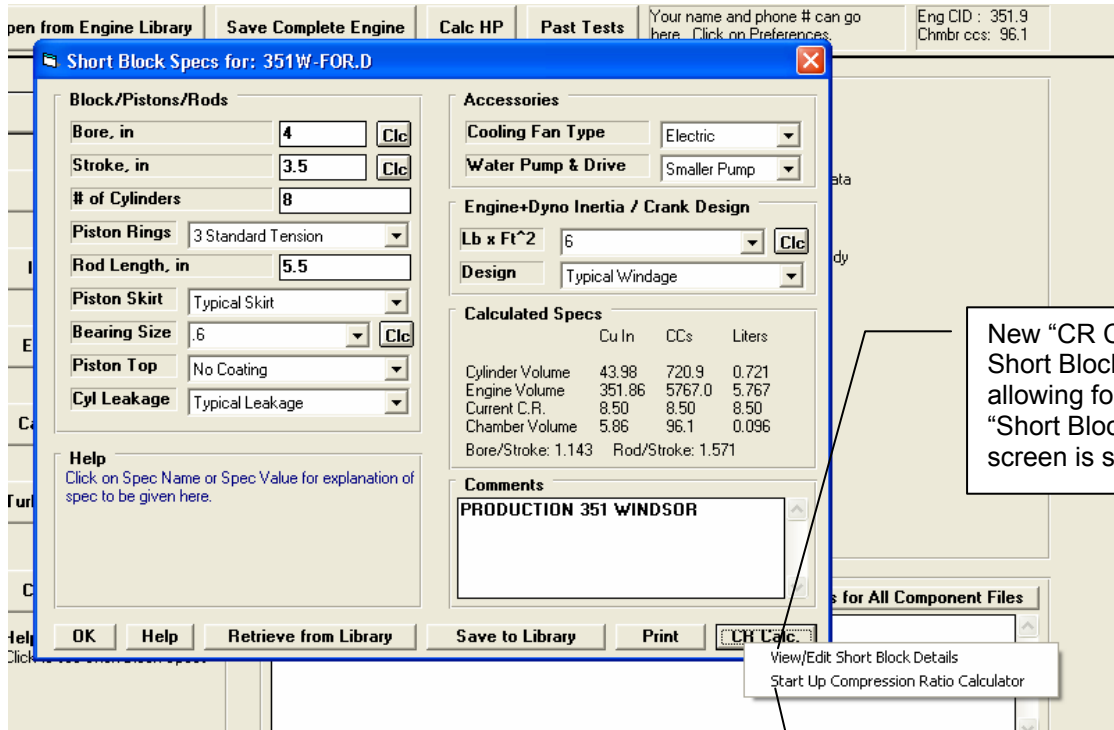 pen from Engine Library Save Complete Engine Calc HP Past Tests
Your name and phone # can go
here. Click on Preferences.
Eng CID : 351.9
Chmbr ccs: 96.1
Short Block Specs for: 351W-FOR.D
Block/Pistons/Rods
Bore, in 4 Clc
Stroke, in 3.5 Clc
# of Cylinders 8
Piston Rings 3 Standard Tension
Rod Length, in 5.5
Piston Skirt Typical Skirt
Bearing Size .6 Clc
Piston Top No Coating
Cyl Leakage Typical Leakage
Help
Click on Spec Name or Spec Value for explanation of
spec to be given here.
Accessories
Cooling Fan Type Electric
Water Pump & Drive Smaller Pump
Engine+Dyno Inertia / Crank Design
Lb x Ft^2 6 Clc
Design Typical Windage
Calculated Specs
Cu In CCs Liters
Cylinder Volume 43.98 720.9 0.721
Engine Volume 351.86 5767.0 5.767
Current C.R. 8.50 8.50 8.50
Chamber Volume 5.86 96.1 0.096
Bore/Stroke: 1.143 Rod/Stroke: 1.571
Comments
PRODUCTION 351 WINDSOR
OK Help Retrieve from Library Save to Library Print CR Calc.
View/Edit Short Block Details
Start Up Compression Ratio Calculator
ata
dy
New "CR C
Short Block
allowing fo
"Short Bloc
screen is s
s for All Component Files